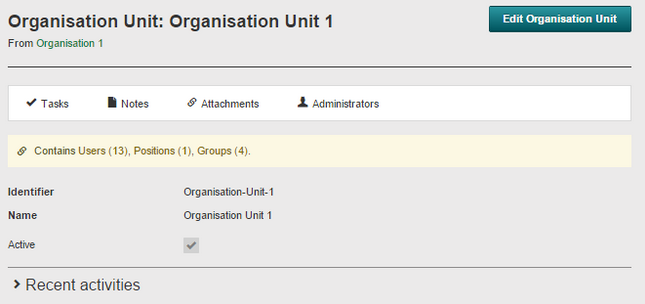 Organisation Unit: Organisation Unit 1
Edit Organisation Unit
From Organisation 1
Tasks Notes Attachments Administrators
Contains Users (13), Positions (1), Groups (4).
Identifier Organisation-Unit-1
Name Organisation Unit 1
Active
Recent activities